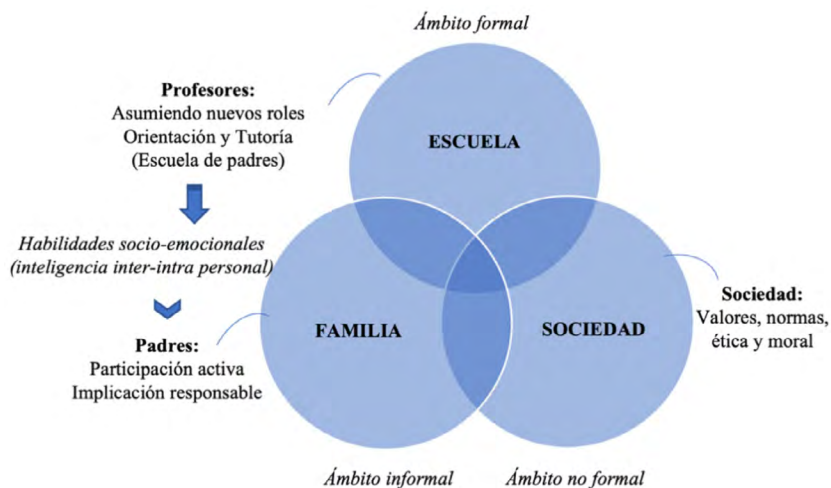 Ámbito formal
Profesores:
Asumiendo nuevos roles
Orientación y Tutoría
(Escuela de padres)
ESCUELA
Habilidades socio-emocionales
(inteligencia inter-intra personal)
Padres:
Participación activa
Implicación responsable
FAMILIA
SOCIEDAD
Sociedad:
Valores, normas,
ética y moral
Ámbito informal
Ámbito no formal